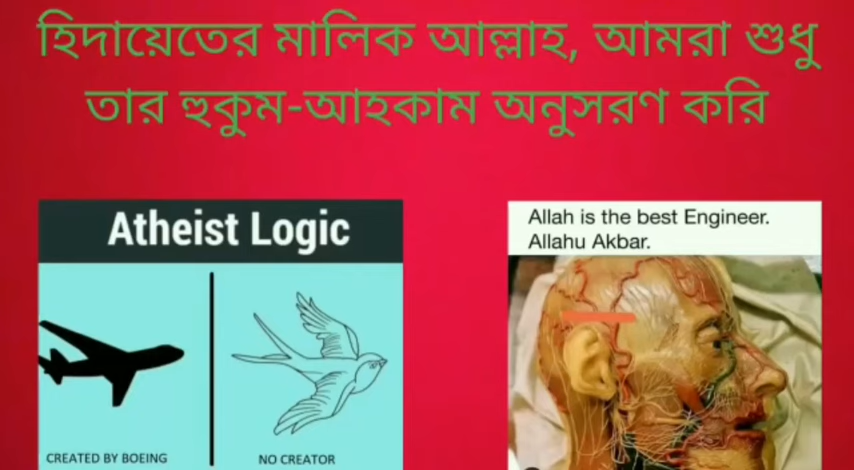 হিদায়েতের মালিক আল্লাহ, আমরা শুধু
তার হুকুম-আহকাম অনুসরণ করি
Atheist Logic
CREATED BY BOEING
NO CREATOR
Allah is the best Engineer.
Allahu Akbar.